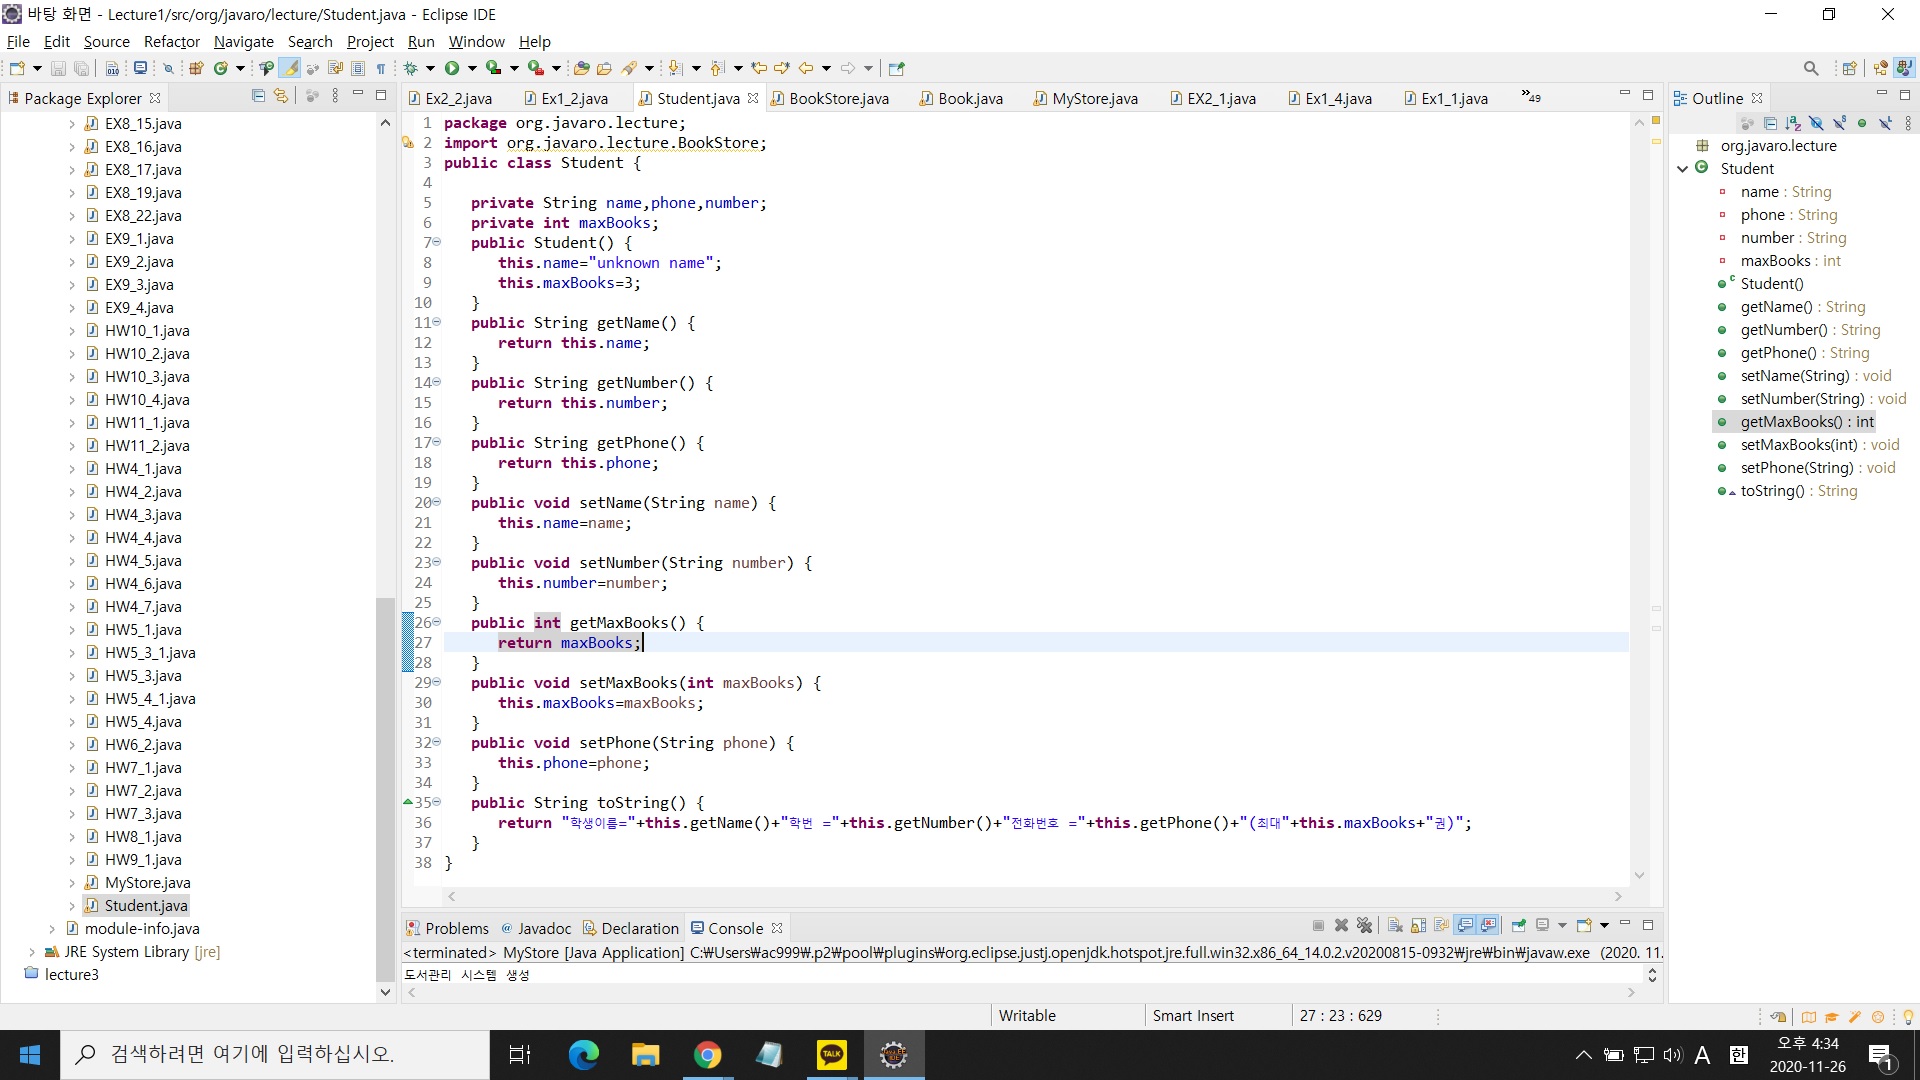 바탕 화면 - Lecture1/src/org/javaro/lecture/Student.java - Eclipse IDE
File Edit Source Refactor Navigate Search Project Run Window Help
Package Explorer
EX8_15.java
EX8_16.java
EX8_17.java
EX8_19.java
EX8_22.java
EX9_1.java
EX9_2.java
EX9_3.java
EX9_4.java
HW10_1.java
HW10_2.java
HW10_3.java
HW10_4.java
HW11_1.java
HW11_2.java
HW4_1.java
HW4_2.java
HW4_3.java
HW4_4.java
HW4_5.java
HW4_6.java
HW4_7.java
HW5_1.java
HW5_3_1.java
HW5_3.java
HW5_4_1.java
HW5_4.java
HW6_2.java
HW7_1.java
HW7_2.java
HW7_3.java
HW8_1.java
HW9_1.java
MyStore.java
Student.java
module-info.java
JRE System Library [jre]
lecture3
Ex2_2.java Ex1_2.java Student.java BookStore.java Book.java MyStore.java EX2_1.java Ex1_4.java Ex1_1.java »49
1 package org.javaro.lecture;
2 import org.javaro.lecture.BookStore;
3 public class Student {
4
5 private String name,phone,number;
6 private int maxBooks;
7 public Student() {
8 this.name="unknown name";
9 this.maxBooks=3;
10 }
11 public String getName() {
12 return this.name;
13 }
14 public String getNumber() {
15 return this.number;
16 }
17 public String getPhone() {
18 return this.phone;
19 }
20 public void setName(String name) {
21 this.name=name;
22 }
23 public void setNumber(String number) {
24 this.number=number;
25 }
26 public int getMaxBooks() {
27 return maxBooks;
28 }
29 public void setMaxBooks(int maxBooks) {
30 this.maxBooks=maxBooks;
31 }
32 public void setPhone(String phone) {
33 this.phone=phone;
34 }
35 public String toString() {
36 return "학생이름="+this.getName()+"학번 ="+this.getNumber()+"전화번호 ="+this.getPhone()+"(최대"+this.maxBooks+"권)";
37 }
38 }
Outline
org.javaro.lecture
Student
name : String
phone : String
number : String
maxBooks : int
Student()
getName() : String
getNumber() : String
getPhone() : String
setName(String) : void
setNumber(String) : void
getMaxBooks() : int
setMaxBooks(int) : void
setPhone(String) : void
toString() : String
Problems @ Javadoc Declaration Console
<terminated> MyStore [Java Application] C:₩Users₩ac999₩.p2₩pool₩plugins₩org.eclipse.justj.openjdk.hotspot.jre.full.win32.x86_64_14.0.2.v20200815-0932₩jre₩bin₩javaw.exe (2020. 11.
도서관리 시스템 생성
Writable Smart Insert 27 : 23 : 629
검색하려면 여기에 입력하십시오.
TALK
A 한
오후 4:34
2020-11-26
1